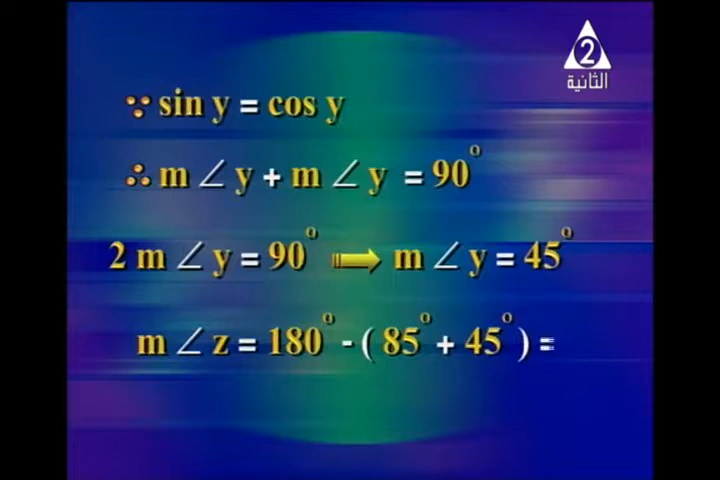 2
الثانية
∵ sin y = cos y
∴ m ∠ y + m ∠ y = 90°
2 m ∠ y = 90° ⇒ m ∠ y = 45°
m ∠ z = 180° - ( 85° + 45° ) =